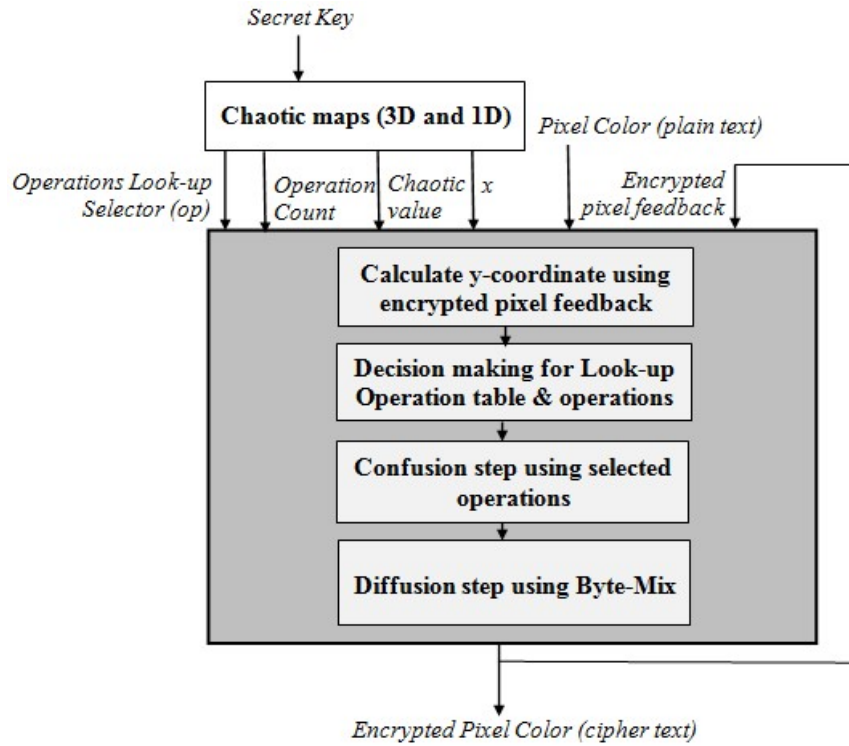 Secret Key
Chaotic maps (3D and 1D)
Pixel Color (plain text)
Operations Look-up
Selector (op)
Operation
Count
Chaotic
value
x
Encrypted
pixel feedback
Calculate y-coordinate using
encrypted pixel feedback
Decision making for Look-up
Operation table & operations
Confusion step using selected
operations
Diffusion step using Byte-Mix
Encrypted Pixel Color (cipher text)